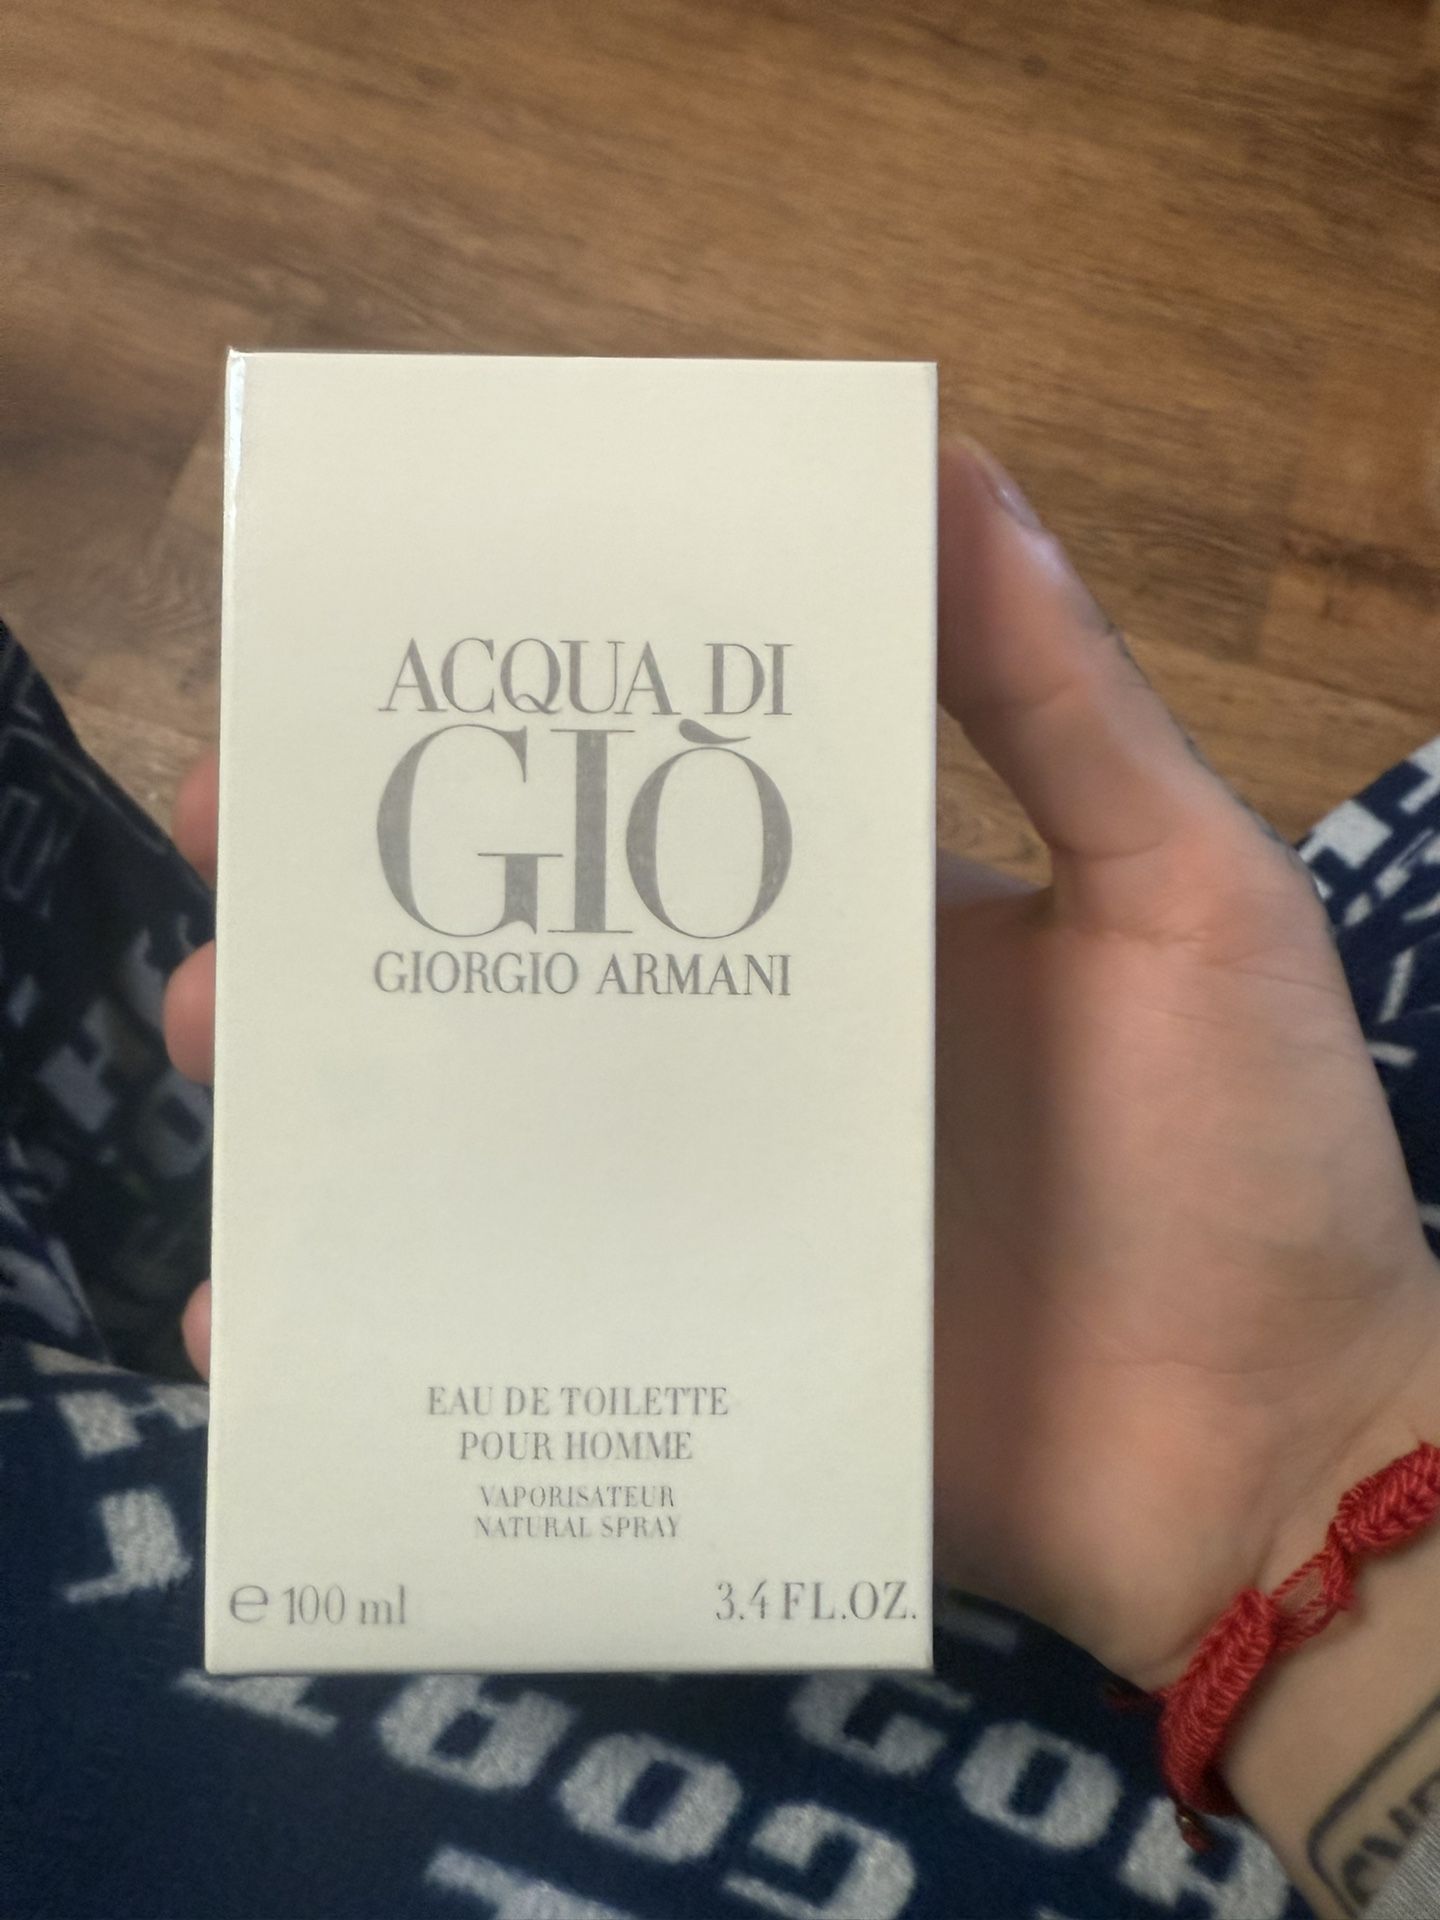 ACQUA DI
GIÒ
GIORGIO ARMANI
EAU DE TOILETTE
POUR HOMME
VAPORISATEUR
NATURAL SPRAY
℮ 100 ml 3.4 FL.OZ.